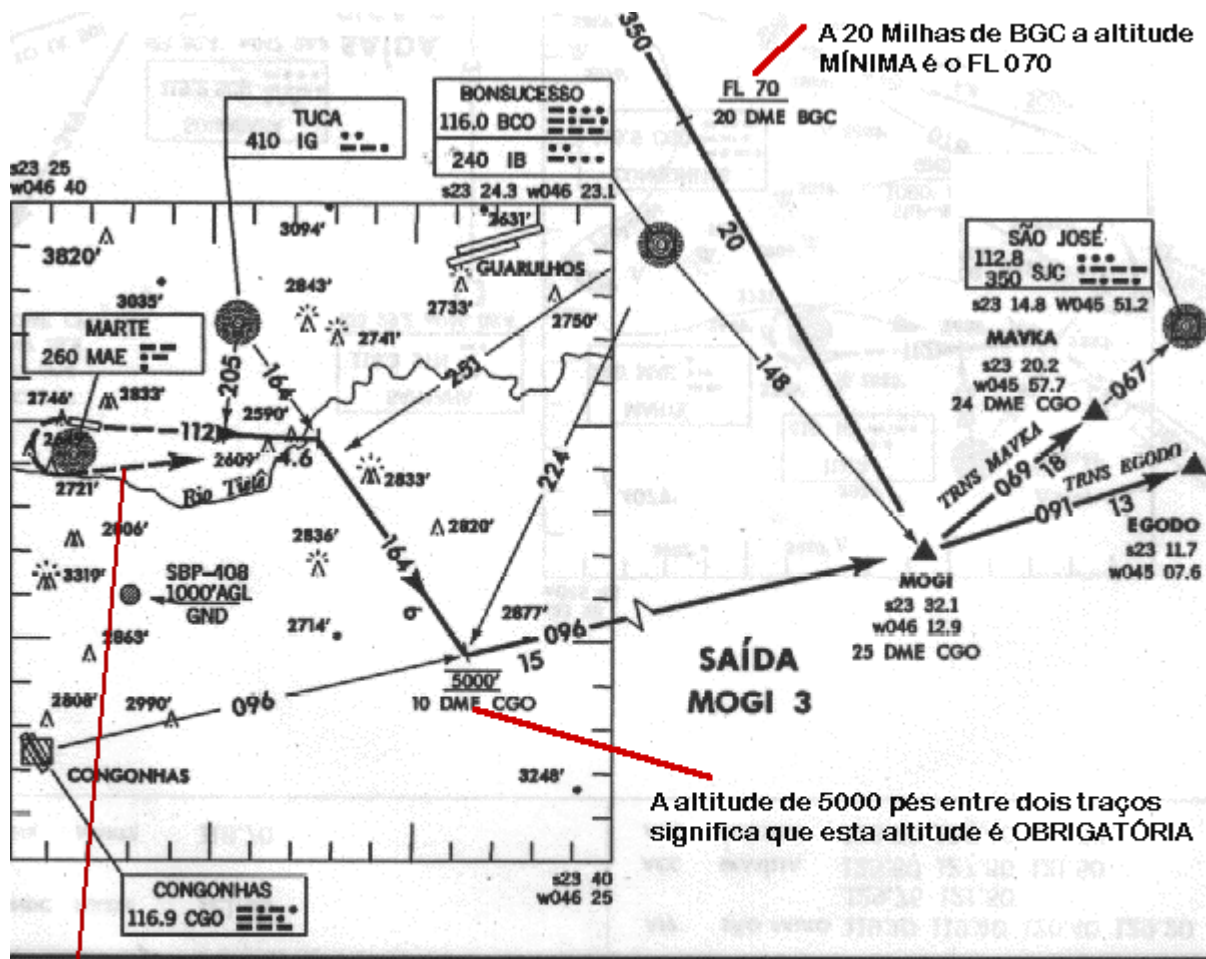 A 20 Milhas de BGC a altitude
MÍNIMA é o FL 070
350
FL 70
20 DME BGC
TUCA
410 IG
BONSUCESSO
116.0 BCO
240 IB
s23 24.3 w046 23.1
s23 25
w046 40
3094'
2631'
GUARULHOS
3820'
3035'
2843'
2733'
2750'
2741'
20
SÃO JOSÉ
112.8
350 SJC
s23 14.8 W045 51.2
MAVKA
s23 20.2
w045 57.7
24 DME CGO
067
MARTE
260 MAE
205
164
251
148
2746'
2833'
2590'
112
2609'
4.6
2721'
Rio Tietê
2833'
224
TRNS MAVKA
069
18
TRNS EGODO
091
13
2806'
2836'
2820'
164
9
EGODO
s23 11.7
w045 07.6
3319'
SBP-408
1000'AGL
GND
2863'
2714'
2877'
096
15
MOGI
s23 32.1
w046 12.9
25 DME CGO
SAÍDA
MOGI 3
5000'
10 DME CGO
2808'
2990'
096
CONGONHAS
3248'
A altitude de 5000 pés entre dois traços
significa que esta altitude é OBRIGATÓRIA
s23 40
w046 25
CONGONHAS
116.9 CGO